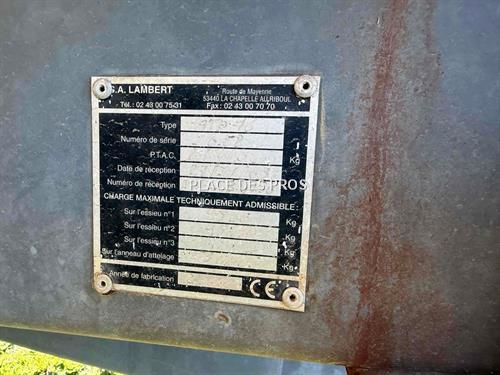 S.A. LAMBERT
Route de Mayenne
53440 LA CHAPELLE AU RIBOUL
Tél.: 02 43 00 75 31
Fax: 02 43 00 70 70
Type
Numéro de série
P.T.A.C.
Kg
Date de réception
Numéro de réception
PLACE DES PROS
CHARGE MAXIMALE TECHNIQUEMENT ADMISSIBLE :
Sur l'essieu n°1
Kg
Sur l'essieu n°2
Kg
Sur l'essieu n°3
Kg
Sur l'anneau d'attelage
Kg
Année de fabrication
CE